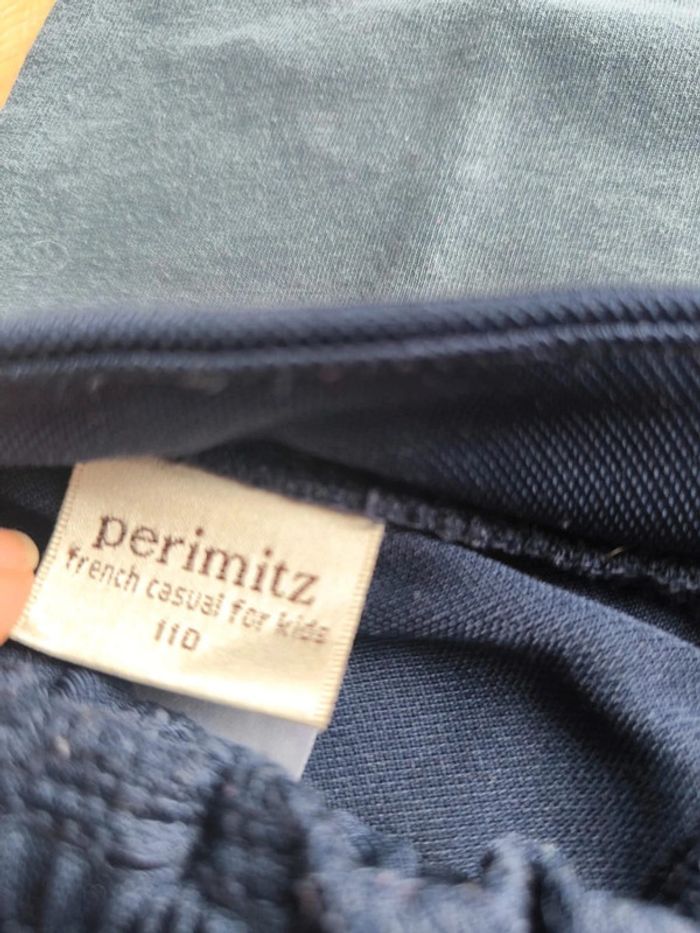 perimitz
french casual for kids
110